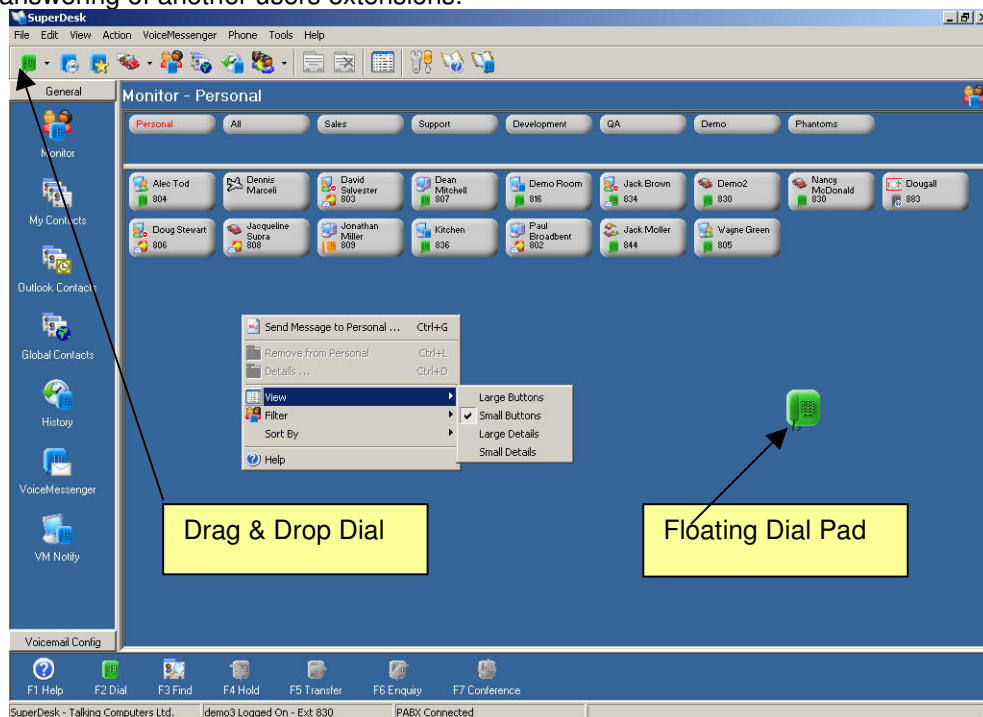 answering of another users extensions.
SuperDesk
File Edit View Action VoiceMessenger Phone Tools Help
General
Monitor - Personal
Personal All Sales Support Development QA Demo Phantoms
Monitor
My Contacts
Outlook Contacts
Global Contacts
History
VoiceMessenger
VM Notify
Voicemail Config
Alec Tod
804
Dennis
Marceli
David
Sulvester
803
Dean
Mitchell
807
Demo Room
816
Jack Brown
834
Demo2
830
Nancy
McDonald
830
Dougall
883
Doug Stewart
806
Jacqueline
Supra
808
Jonathan
Miller
809
Kitchen
836
Paul
Broadbent
802
Jack Moller
844
Wayne Green
805
Send Message to Personal ... Ctrl+G
Remove from Personal Ctrl+L
Details ... Ctrl+D
View
Filter
Sort By
Help
Large Buttons
Small Buttons
Large Details
Small Details
Drag & Drop Dial
Floating Dial Pad
F1 Help F2 Dial F3 Find F4 Hold F5 Transfer F6 Enquiry F7 Conference
SuperDesk - Talking Computers Ltd. demo3 Logged On - Ext 830 PABX Connected